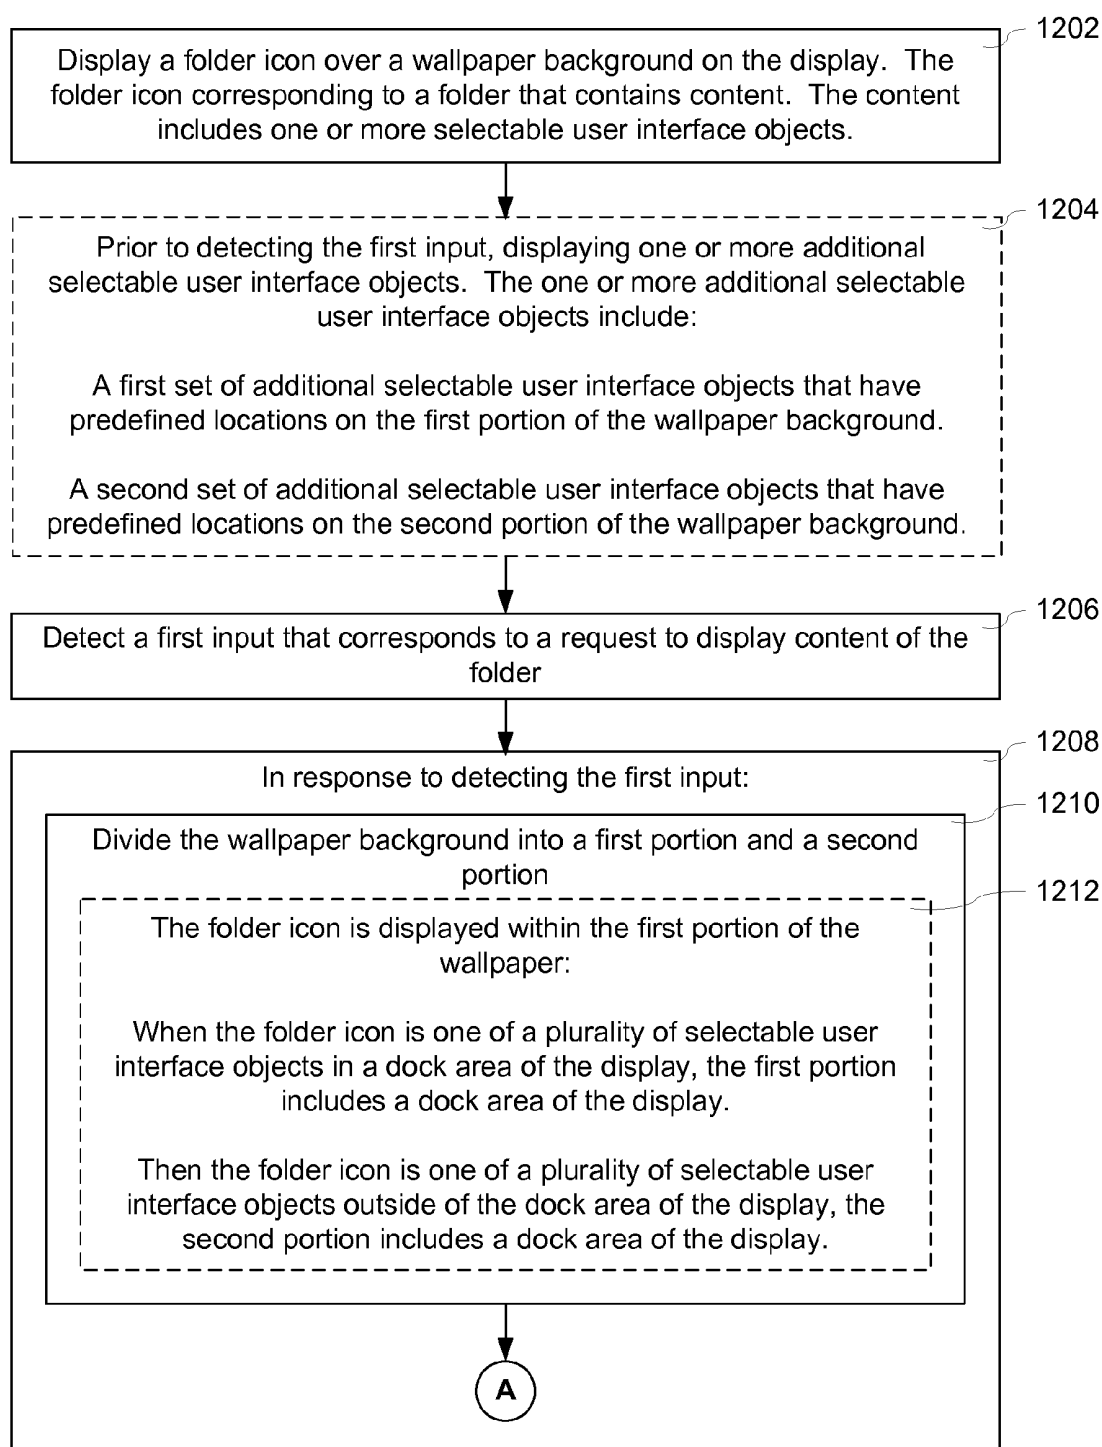 1202
Display a folder icon over a wallpaper background on the display.  The
folder icon corresponding to a folder that contains content.  The content
includes one or more selectable user interface objects.
1204
Prior to detecting the first input, displaying one or more additional
selectable user interface objects.  The one or more additional selectable
user interface objects include:
A first set of additional selectable user interface objects that have
predefined locations on the first portion of the wallpaper background.
A second set of additional selectable user interface objects that have
predefined locations on the second portion of the wallpaper background.
1206
Detect a first input that corresponds to a request to display content of the
folder
1208
In response to detecting the first input:
1210
Divide the wallpaper background into a first portion and a second
portion
1212
The folder icon is displayed within the first portion of the
wallpaper:
When the folder icon is one of a plurality of selectable user
interface objects in a dock area of the display, the first portion
includes a dock area of the display.
Then the folder icon is one of a plurality of selectable user
interface objects outside of the dock area of the display, the
second portion includes a dock area of the display.
A